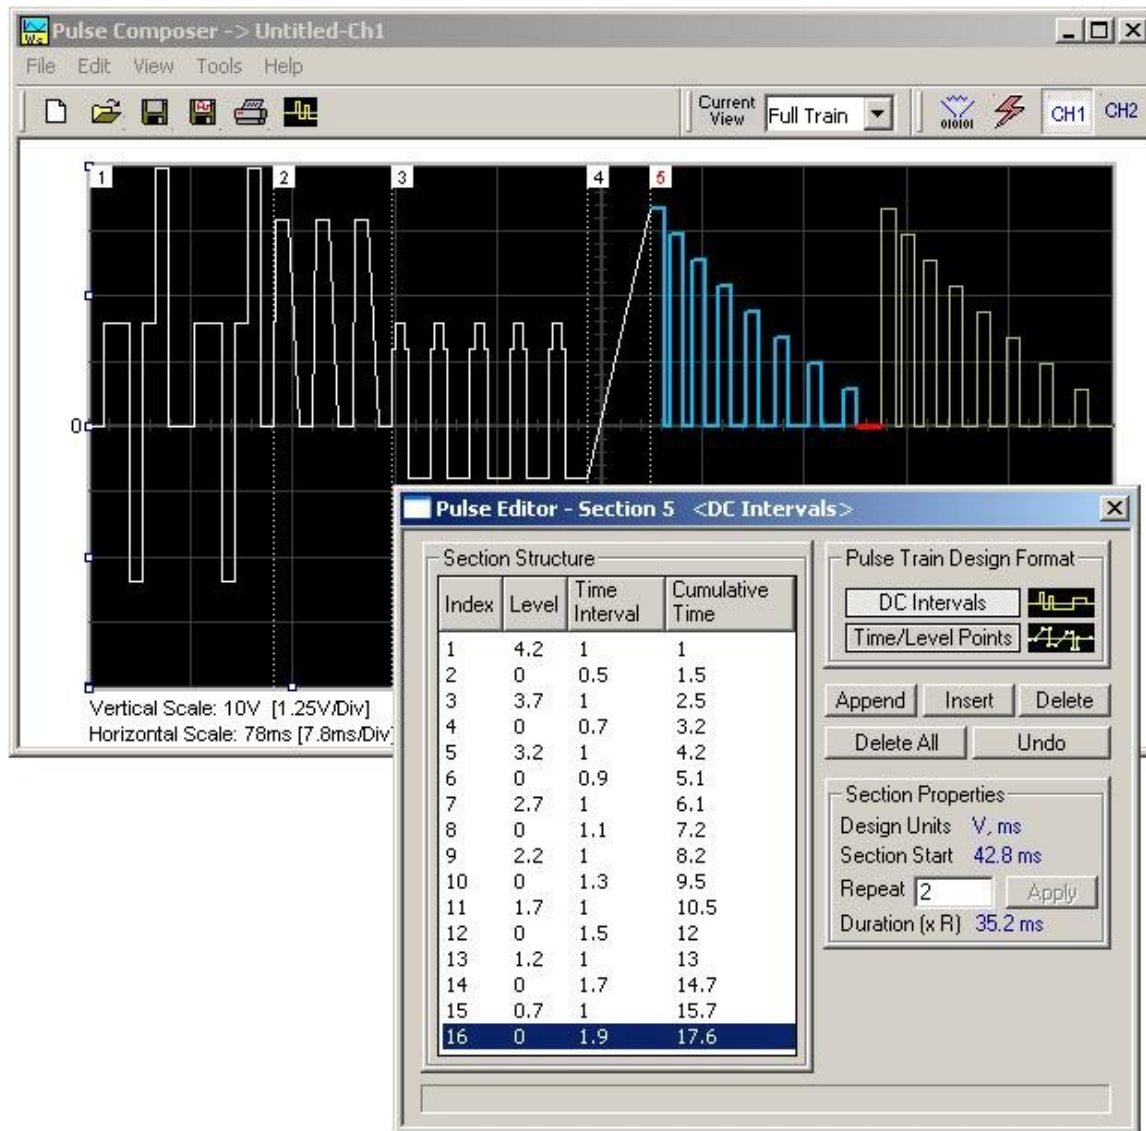 Pulse Composer -> Untitled-Ch1
File Edit View Tools Help
Current View Full Train CH1 CH2
1 2 3 4 5
0
Vertical Scale: 10V [1.25V/Div]
Horizontal Scale: 78ms [7.8ms/Div]
Pulse Editor - Section 5 <DC Intervals>
Section Structure
Index Level Time Interval Cumulative Time
1 4.2 1 1
2 0 0.5 1.5
3 3.7 1 2.5
4 0 0.7 3.2
5 3.2 1 4.2
6 0 0.9 5.1
7 2.7 1 6.1
8 0 1.1 7.2
9 2.2 1 8.2
10 0 1.3 9.5
11 1.7 1 10.5
12 0 1.5 12
13 1.2 1 13
14 0 1.7 14.7
15 0.7 1 15.7
16 0 1.9 17.6
Pulse Train Design Format
DC Intervals
Time/Level Points
Append Insert Delete
Delete All Undo
Section Properties
Design Units V, ms
Section Start 42.8 ms
Repeat 2 Apply
Duration (x R) 35.2 ms